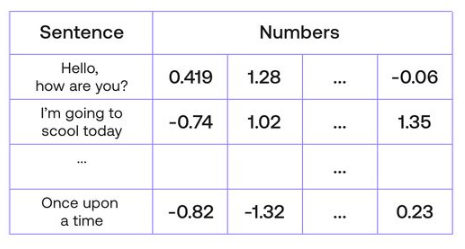 Sentence Numbers
Hello,
how are you? 0.419 1.28 ... -0.06
I'm going to
scool today -0.74 1.02 ... 1.35
... ...
Once upon
a time -0.82 -1.32 ... 0.23